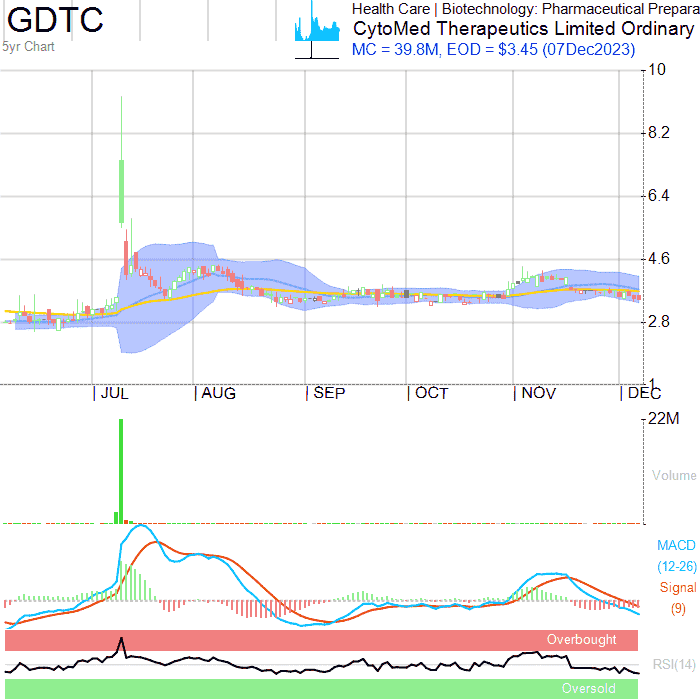 GDTC
5yr Chart
Health Care | Biotechnology: Pharmaceutical Prepara
CytoMed Therapeutics Limited Ordinary
MC = 39.8M, EOD = $3.45 (07Dec2023)
10
8.2
6.4
4.6
2.8
1
JUL AUG SEP OCT NOV DEC
22M
Volume
MACD
(12-26)
Signal
(9)
Overbought
RSI(14)
Oversold